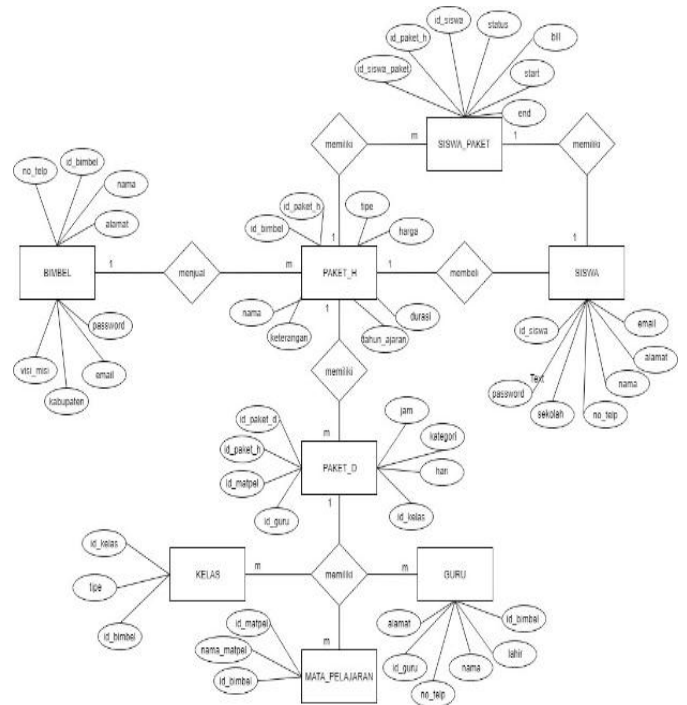 id_siswa
status
id_paket_h
bill
id_siswa_paket
start
end
memiliki
m
SISWA_PAKET
1
memiliki
no_telp
id_bimbel
nama
alamat
id_paket_h
tipe
id_bimbel
harga
1
1
BIMBEL
1
menjual
m
PAKET_H
1
membeli
m
SISWA
nama
keterangan
1
tahun_ajaran
durasi
password
visi_misi
email
kabupaten
id_siswa
email
alamat
Text
password
nama
sekolah
no_telp
memiliki
m
id_paket_d
jam
id_paket_h
kategori
PAKET_D
hari
id_matpel
id_guru
id_kelas
1
id_kelas
KELAS
m
memiliki
m
GURU
tipe
id_bimbel
id_matpel
m
alamat
id_bimbel
nama_matpel
id_guru
lahir
nama
id_bimbel
MATA_PELAJARAN
no_telp